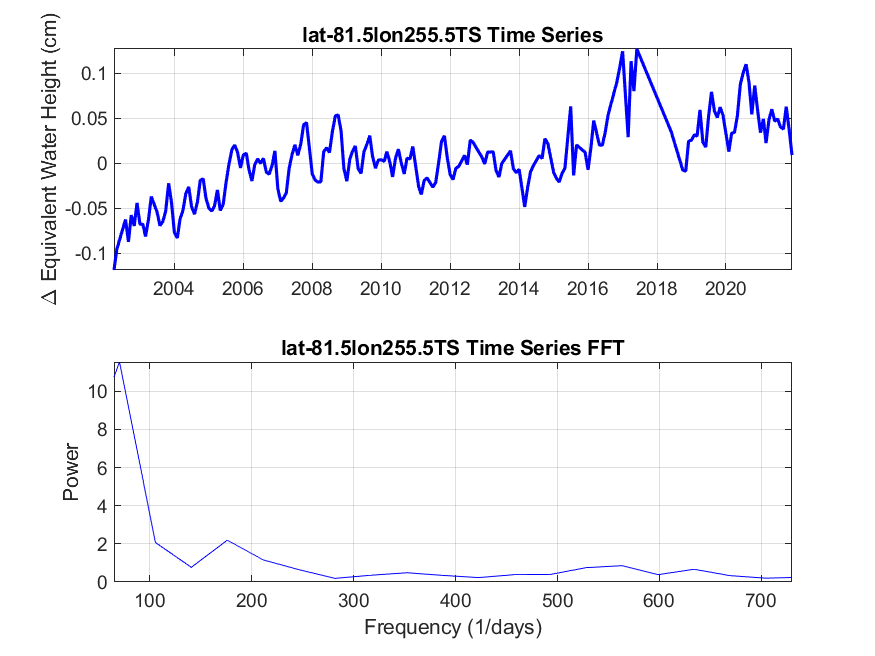 lat-81.5lon255.5TS Time Series
Δ Equivalent Water Height (cm)
0.1
0.05
0
-0.05
-0.1
2004 2006 2008 2010 2012 2014 2016 2018 2020
lat-81.5lon255.5TS Time Series FFT
Power
10
8
6
4
2
0
100 200 300 400 500 600 700
Frequency (1/days)